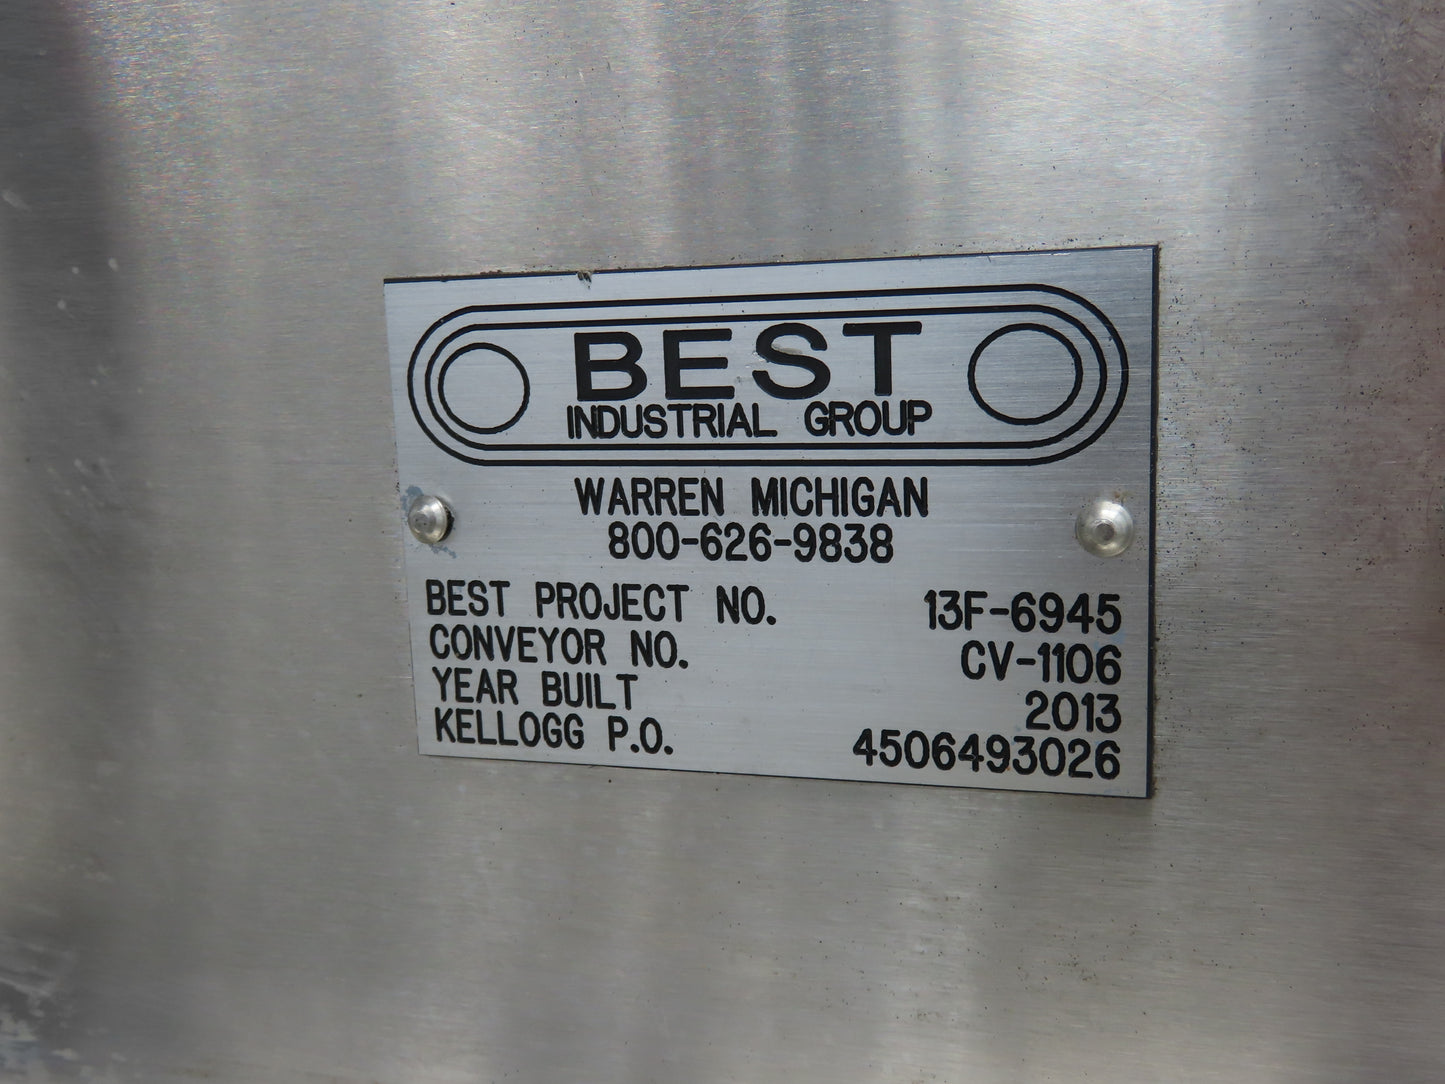 BEST
INDUSTRIAL GROUP
WARREN MICHIGAN
800-626-9838
BEST PROJECT NO. 13F-6945
CONVEYOR NO. CV-1106
YEAR BUILT 2013
KELLOGG P.O. 4506493026